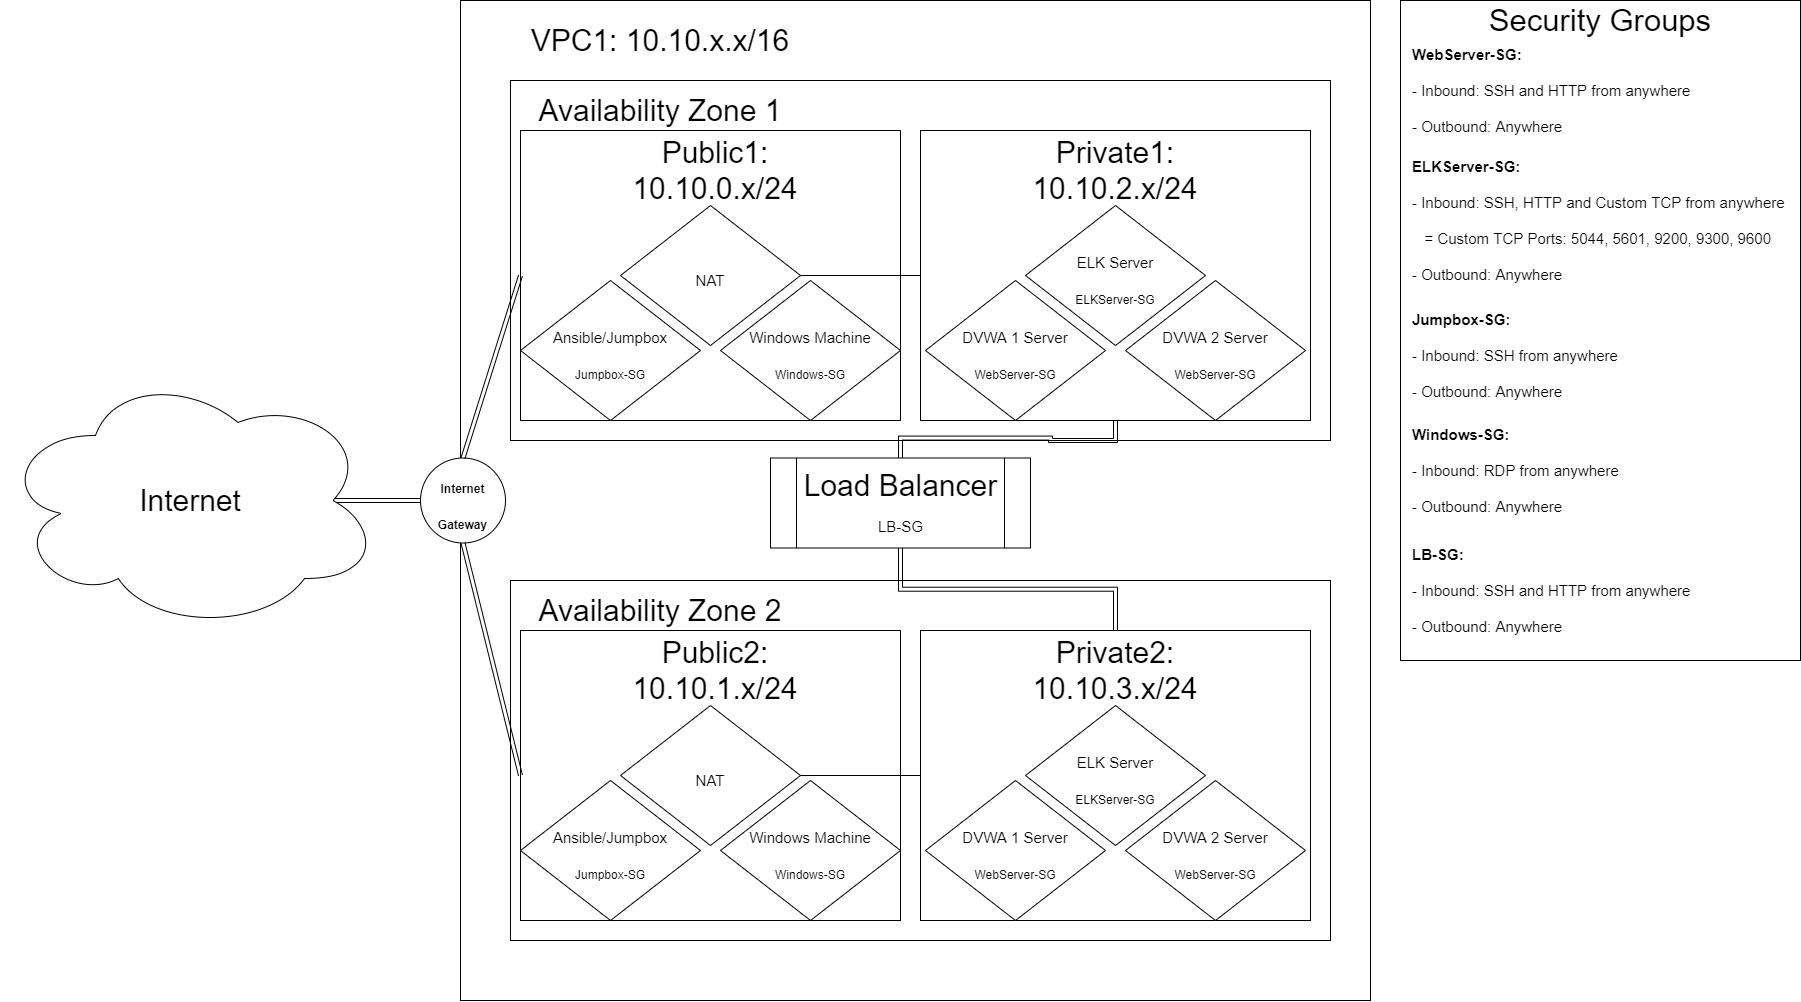 VPC1: 10.10.x.x/16
Availability Zone 1
Public1:
10.10.0.x/24
NAT
Ansible/Jumpbox
Jumpbox-SG
Windows Machine
Windows-SG
Private1:
10.10.2.x/24
ELK Server
ELKServer-SG
DVWA 1 Server
WebServer-SG
DVWA 2 Server
WebServer-SG
Internet
Internet
Gateway
Load Balancer
LB-SG
Availability Zone 2
Public2:
10.10.1.x/24
NAT
Ansible/Jumpbox
Jumpbox-SG
Windows Machine
Windows-SG
Private2:
10.10.3.x/24
ELK Server
ELKServer-SG
DVWA 1 Server
WebServer-SG
DVWA 2 Server
WebServer-SG
Security Groups
WebServer-SG:
- Inbound: SSH and HTTP from anywhere
- Outbound: Anywhere
ELKServer-SG:
- Inbound: SSH, HTTP and Custom TCP from anywhere
= Custom TCP Ports: 5044, 5601, 9200, 9300, 9600
- Outbound: Anywhere
Jumpbox-SG:
- Inbound: SSH from anywhere
- Outbound: Anywhere
Windows-SG:
- Inbound: RDP from anywhere
- Outbound: Anywhere
LB-SG:
- Inbound: SSH and HTTP from anywhere
- Outbound: Anywhere